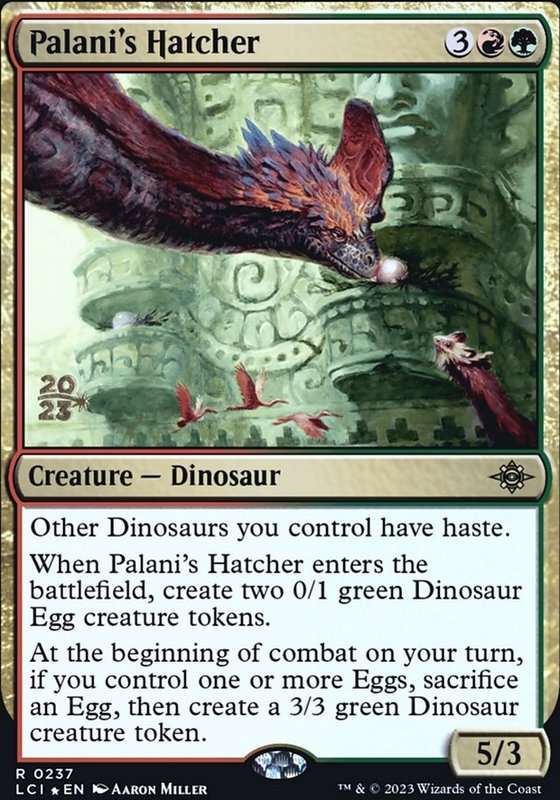 Palani's Hatcher 3
20
23
Creature — Dinosaur
Other Dinosaurs you control have haste.
When Palani's Hatcher enters the
battlefield, create two 0/1 green Dinosaur
Egg creature tokens.
At the beginning of combat on your turn,
if you control one or more Eggs, sacrifice
an Egg, then create a 3/3 green Dinosaur
creature token.
5/3
R 0237
LCI ★ EN Aaron Miller
™ & © 2023 Wizards of the Coast